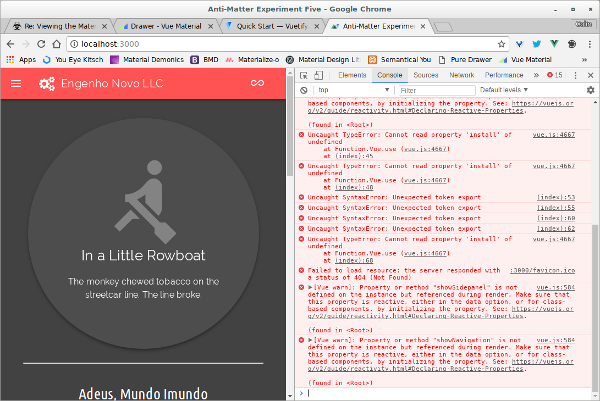 Anti-Matter Experiment Five - Google Chrome
Re: Viewing the Mater
Drawer - Vue Material
Quick Start — Vuetify
Anti-Matter Experimen
Colin
localhost:3000
Apps
You Eye Kitsch
Material Demonics
BMD
Materialize-o
Material Design Lit
Semantical You
Pure Drawer
Vue Material
Engenho Novo LLC
In a Little Rowboat
The monkey chewed tobacco on the
streetcar line. The line broke
Adeus, Mundo Imundo
Elements
Console
Sources
Network
Performance
15
top
Filter
Default levels
based components, by initializing the property. See: https://vuejs.or
g/v2/guide/reactivity.html#Declaring-Reactive-Properties.
(found in <Root>)
Uncaught TypeError: Cannot read property 'install' of vue.js:4667
undefined
at Function.Vue.use (vue.js:4667)
at (index):45
Uncaught TypeError: Cannot read property 'install' of vue.js:4667
undefined
at Function.Vue.use (vue.js:4667)
at (index):48
Uncaught SyntaxError: Unexpected token export (index):53
Uncaught SyntaxError: Unexpected token export (index):55
Uncaught SyntaxError: Unexpected token export (index):60
Uncaught SyntaxError: Unexpected token export (index):62
Uncaught TypeError: Cannot read property 'install' of vue.js:4667
undefined
at Function.Vue.use (vue.js:4667)
at (index):68
Failed to load resource: the server responded with :3000/favicon.ico
a status of 404 (Not Found)
[Vue warn]: Property or method "showSidepanel" is not vue.js:584
defined on the instance but referenced during render. Make sure that
this property is reactive, either in the data option, or for class-
based components, by initializing the property. See: https://vuejs.or
g/v2/guide/reactivity.html#Declaring-Reactive-Properties.
(found in <Root>)
[Vue warn]: Property or method "showNavigation" is not vue.js:584
defined on the instance but referenced during render. Make sure that
this property is reactive, either in the data option, or for class-
based components, by initializing the property. See: https://vuejs.or
g/v2/guide/reactivity.html#Declaring-Reactive-Properties.
(found in <Root>)